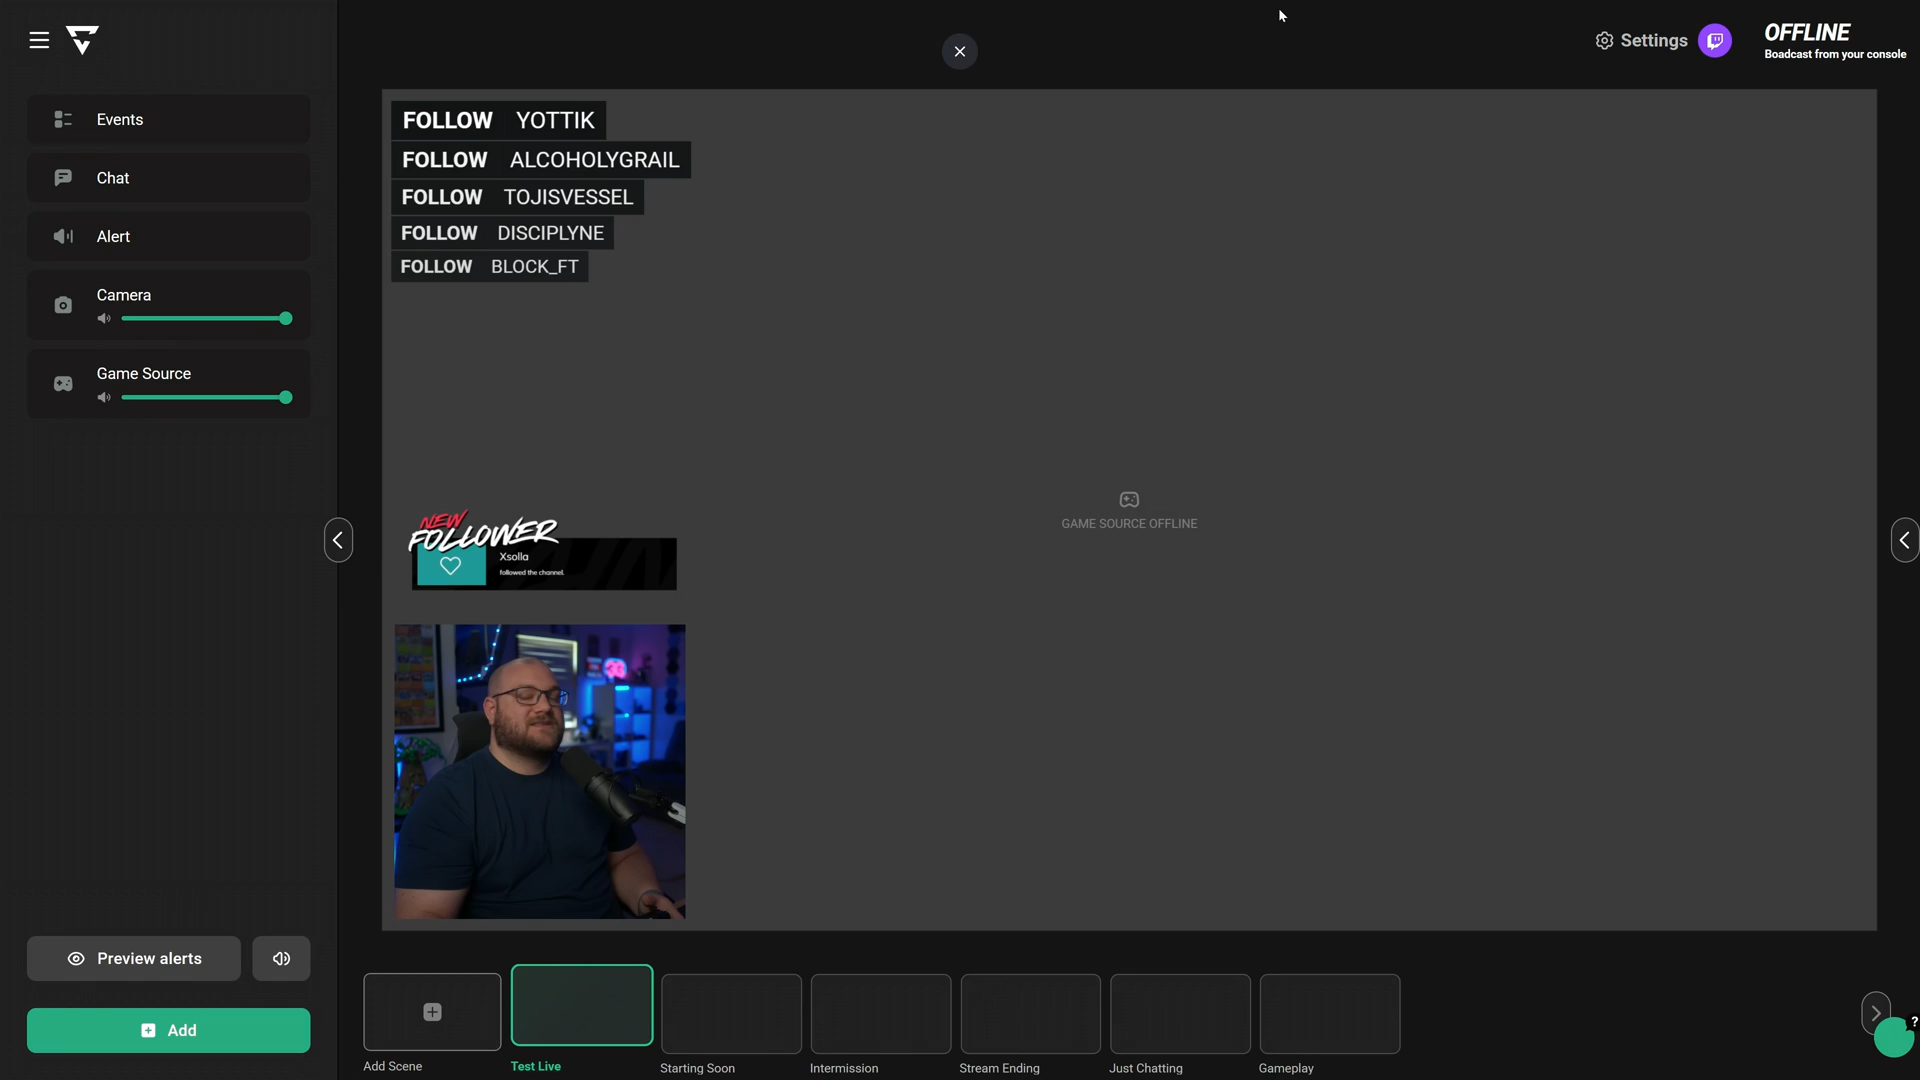 Settings
OFFLINE
Boadcast from your console
Events
Chat
Alert
Camera
Game Source
Preview alerts
Add
FOLLOW YOTTIK
FOLLOW ALCOHOLYGRAIL
FOLLOW TOJISVESSEL
FOLLOW DISCIPLYNE
FOLLOW BLOCK_FT
GAME SOURCE OFFLINE
NEW
FOLLOWER
Xsolla
followed the channel.
Add Scene
Test Live
Starting Soon
Intermission
Stream Ending
Just Chatting
Gameplay
?